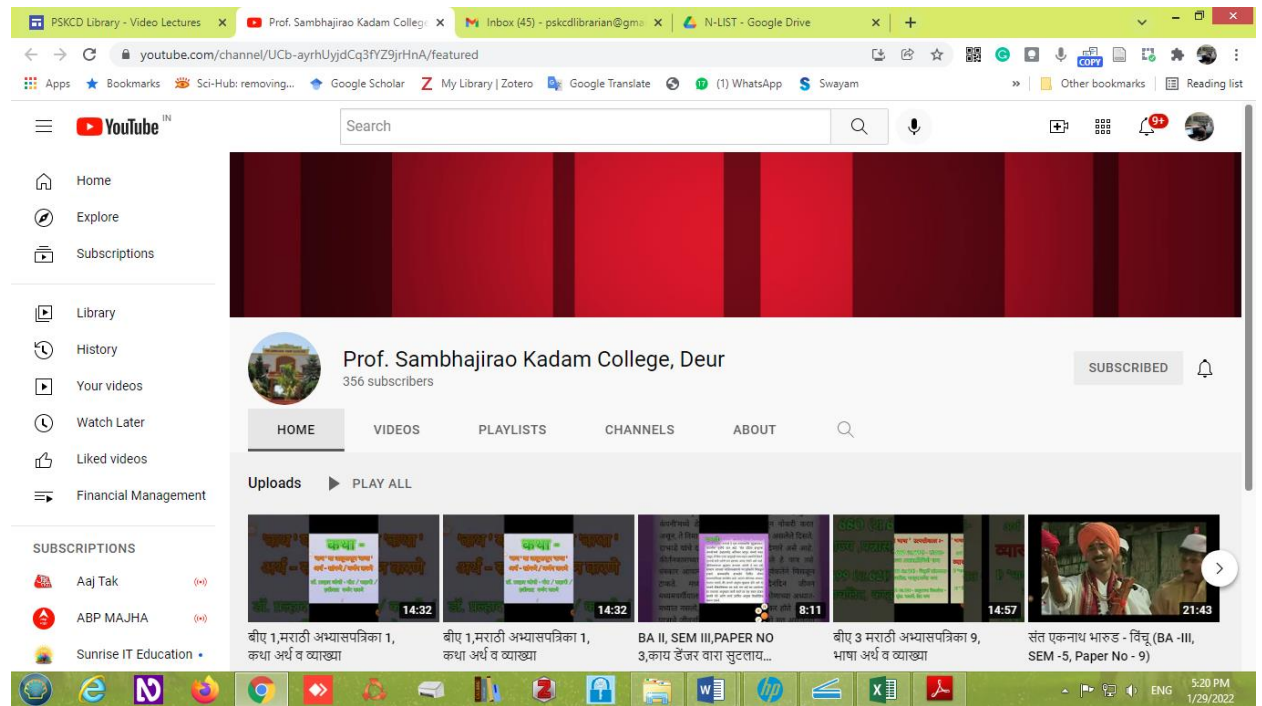 PSKCD Library - Video Lectures
Prof. Sambhajirao Kadam College
Inbox (45) - pskcdlibrarian@gma
N-LIST - Google Drive
youtube.com/channel/UCb-ayrhUyjdCq3fYZ9jrHnA/featured
COPY
Apps
Bookmarks
Sci-Hub: removing...
Google Scholar
My Library | Zotero
Google Translate
(1) WhatsApp
Swayam
Other bookmarks
Reading list
YouTube IN
Search
9+
Home
Explore
Subscriptions
Library
History
Your videos
Watch Later
Liked videos
Financial Management
SUBSCRIPTIONS
Aaj Tak
ABP MAJHA
Sunrise IT Education
Prof. Sambhajirao Kadam College, Deur
356 subscribers
SUBSCRIBED
HOME VIDEOS PLAYLISTS CHANNELS ABOUT
Uploads PLAY ALL
14:32
बीए 1,मराठी अभ्यासपत्रिका 1,
कथा अर्थ व व्याख्या
14:32
बीए 1,मराठी अभ्यासपत्रिका 1,
कथा अर्थ व व्याख्या
8:11
BA II, SEM III,PAPER NO
3,काय डेंजर वारा सुटलाय...
14:57
बीए 3 मराठी अभ्यासपत्रिका 9,
भाषा अर्थ व व्याख्या
21:43
संत एकनाथ भारुड - विंचू (BA -III,
SEM -5, Paper No - 9)
ENG
5:20 PM
1/29/2022